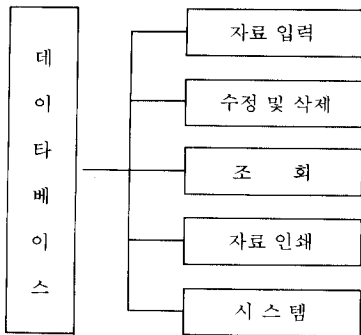 데이타베이스
자료 입력
수정 및 삭제
조 회
자료 인쇄
시 스 템